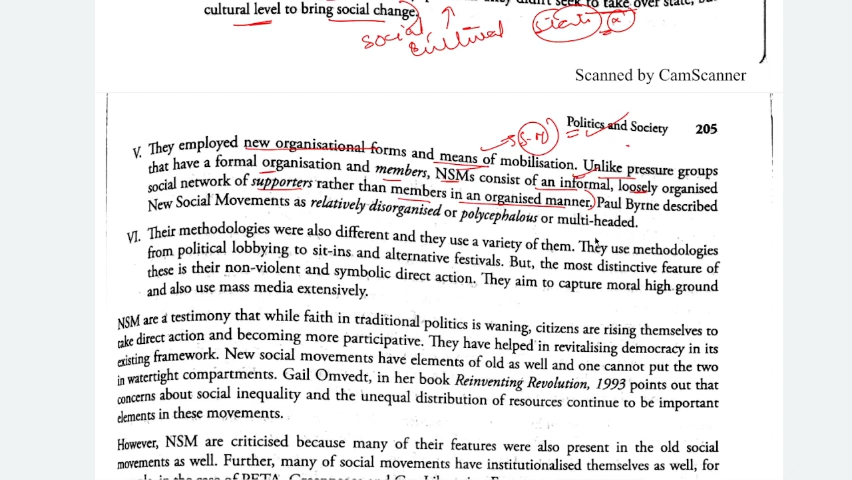 seek to take over state, but
cultural level to bring social change.
social
cultural
state
Scanned by CamScanner
Politics and Society 205
V. They employed new organisational forms and means of mobilisation. Unlike pressure groups
that have a formal organisation and members, NSMs consist of an informal, loosely organised
social network of supporters rather than members in an organised manner, Paul Byrne described
New Social Movements as relatively disorganised or polycephalous or multi-headed.
VI. Their methodologies were also different and they use a variety of them. They use methodologies
from political lobbying to sit-ins and alternative festivals. But, the most distinctive feature of
these is their non-violent and symbolic direct action. They aim to capture moral high ground
and also use mass media extensively.
NSM are a testimony that while faith in traditional politics is waning, citizens are rising themselves to
take direct action and becoming more participative. They have helped in revitalising democracy in its
existing framework. New social movements have elements of old as well and one cannot put the two
in watertight compartments. Gail Omvedt, in her book Reinventing Revolution, 1993 points out that
concerns about social inequality and the unequal distribution of resources continue to be important
elements in these movements.
However, NSM are criticised because many of their features were also present in the old social
movements as well. Further, many of social movements have institutionalised themselves as well, for